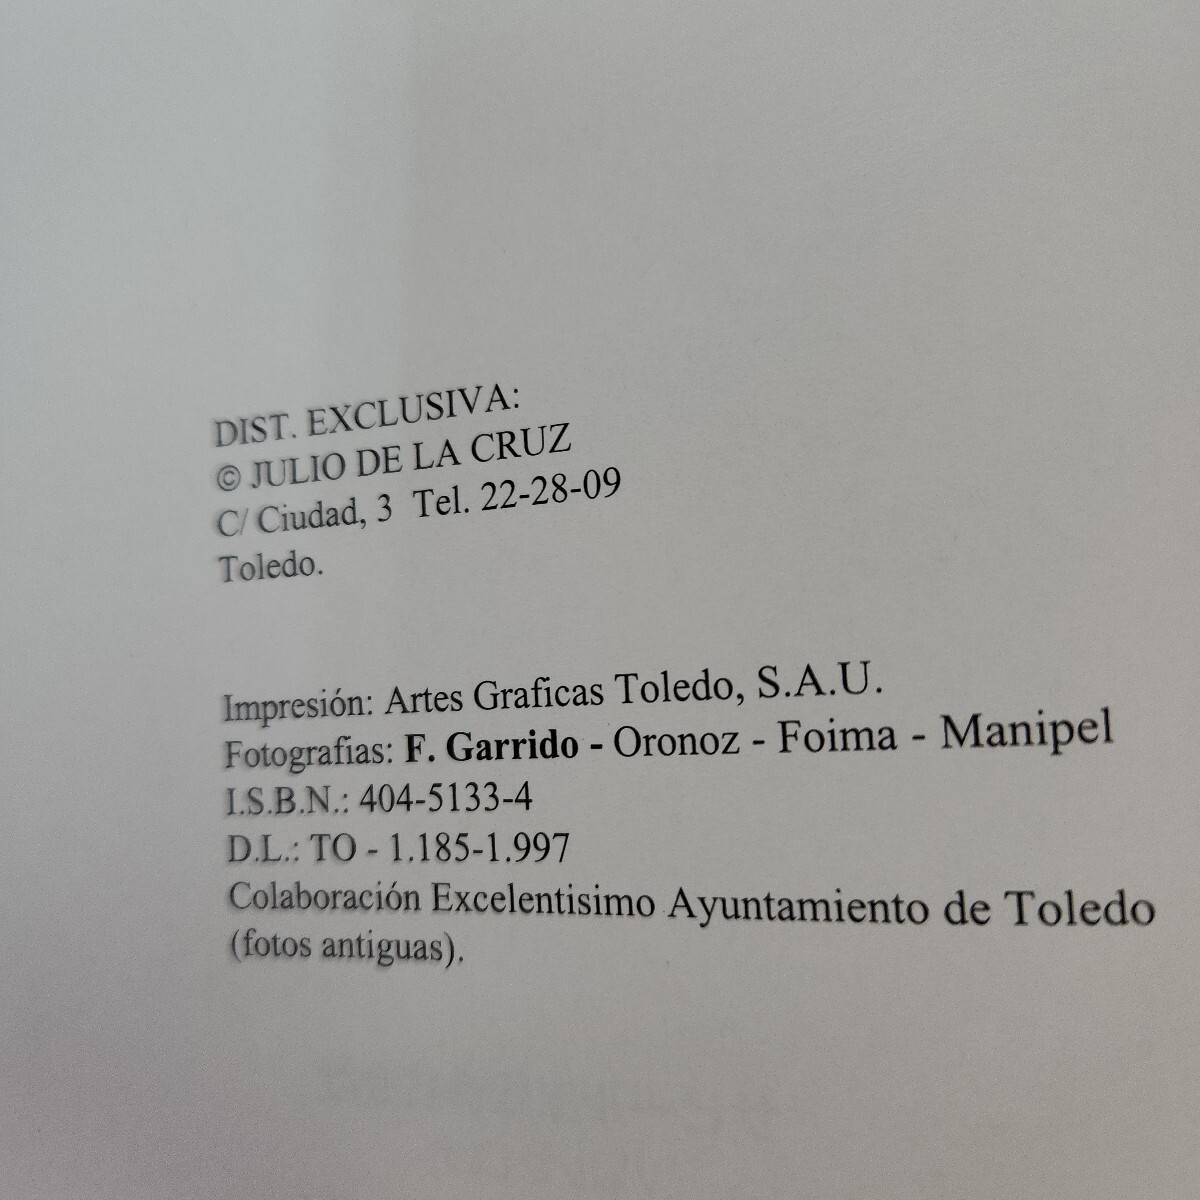 DIST. EXCLUSIVA:
© JULIO DE LA CRUZ
C/ Ciudad, 3 Tel. 22-28-09
Toledo.
Impresión: Artes Graficas Toledo, S.A.U.
Fotografias: F. Garrido - Oronoz - Foima - Manipel
I.S.B.N.: 404-5133-4
D.L.: TO - 1.185-1.997
Colaboración Excelentisimo Ayuntamiento de Toledo
(fotos antiguas).